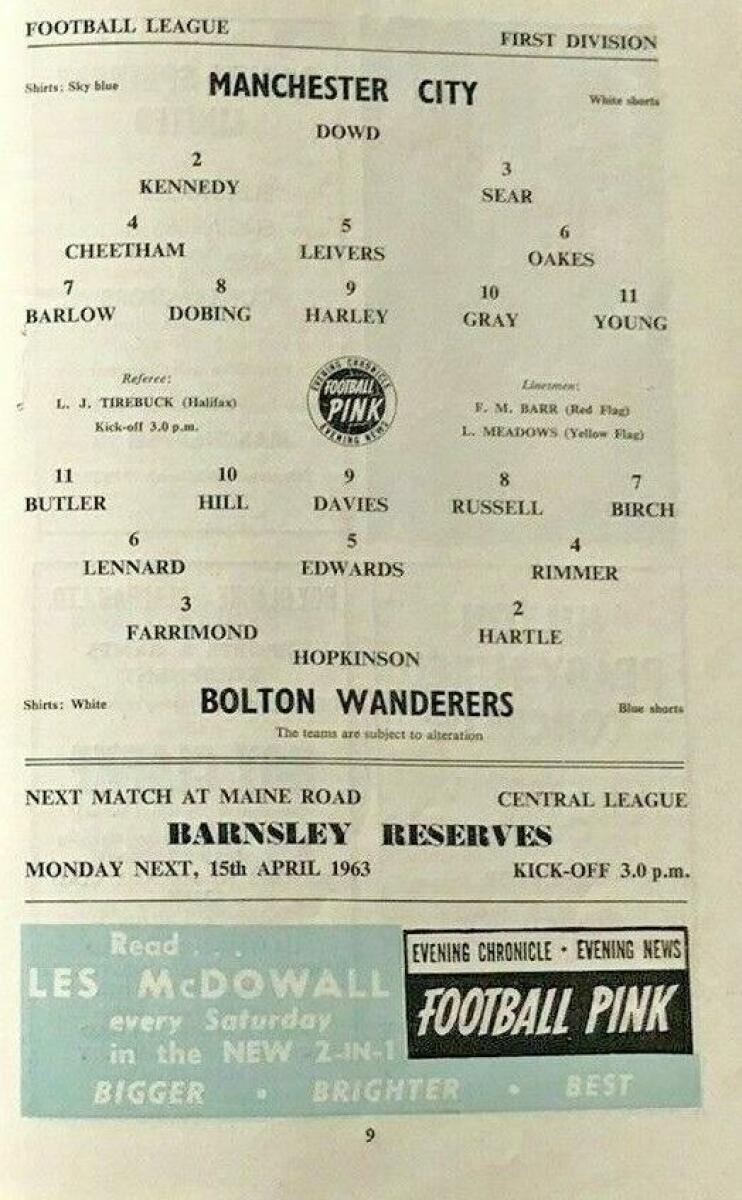 FOOTBALL LEAGUE FIRST DIVISION
Shirts: Sky blue MANCHESTER CITY White shorts
DOWD
2 3
KENNEDY SEAR
4 5 6
CHEETHAM LEIVERS OAKES
7 8 9 10 11
BARLOW DOBING HARLEY GRAY YOUNG
Referee:
L. J. TIREBUCK (Halifax)
Kick-off 3.0 p.m.
EVENING CHRONICLE
FOOTBALL
PINK
EVENING NEWS
Linesmen:
F. M. BARR (Red Flag)
L. MEADOWS (Yellow Flag)
11 10 9 8 7
BUTLER HILL DAVIES RUSSELL BIRCH
6 5 4
LENNARD EDWARDS RIMMER
3 2
FARRIMOND HARTLE
HOPKINSON
Shirts: White BOLTON WANDERERS Blue shorts
The teams are subject to alteration
NEXT MATCH AT MAINE ROAD CENTRAL LEAGUE
BARNSLEY RESERVES
MONDAY NEXT, 15th APRIL 1963 KICK-OFF 3.0 p.m.
Read . . .
LES McDOWALL
every Saturday
in the NEW 2-IN-1
EVENING CHRONICLE • EVENING NEWS
FOOTBALL PINK
BIGGER • BRIGHTER • BEST
9